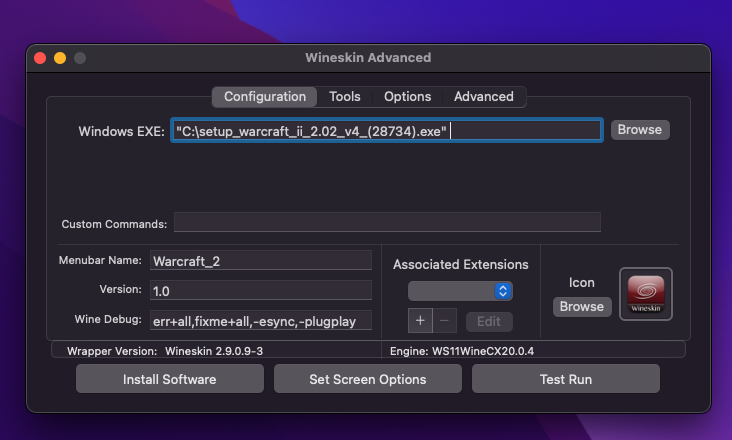 Wineskin Advanced
Configuration Tools Options Advanced
Windows EXE: "C:\setup_warcraft_ii_2.02_v4_(28734).exe" Browse
Custom Commands:
Menubar Name: Warcraft_2
Version: 1.0
Wine Debug: err+all,fixme+all,-esync,-plugplay
Associated Extensions
+ − Edit
Icon
Browse
Wineskin
Wrapper Version: Wineskin 2.9.0.9-3 Engine: WS11WineCX20.0.4
Install Software Set Screen Options Test Run